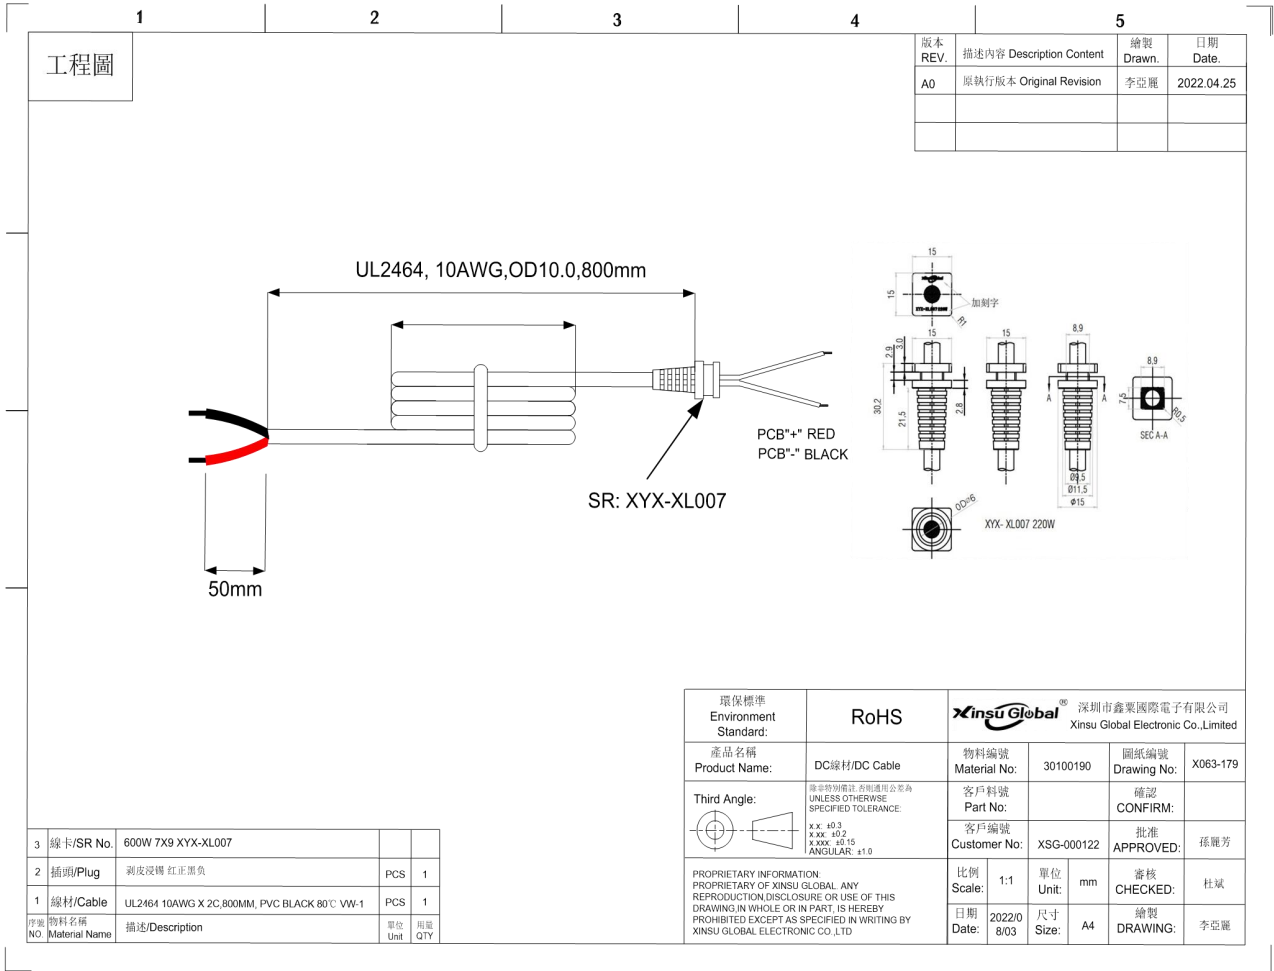 1 2 3 4 5
工程圖
版本 REV. 描述内容 Description Content 繪製 Drawn. 日期 Date.
A0 原執行版本 Original Revision 李亞麗 2022.04.25
UL2464, 10AWG,OD10.0,800mm
PCB"+" RED
PCB"-" BLACK
SR: XYX-XL007
50mm
15
15
Xinsu Global
加刻字
XYX-XL007 220W
R1
15
15
8,9
2,9
3,0
30,2
21,5
2,8
A
A
8,9
7,5
R0,5
SEC A-A
Ø9,5
Ø11,5
Φ15
XYX- XL007 220W
環保標準
Environment
Standard:
RoHS
Xinsu Global®
深圳市鑫粟國際電子有限公司
Xinsu Global Electronic Co.,Limited
產品名稱
Product Name:
DC線材/DC Cable
物料編號
Material No:
30100190
圖紙編號
Drawing No:
X063-179
Third Angle:
除非特別備註,否則適用公差為
UNLESS OTHERWSE
SPECIFIED TOLERANCE:
x.x: ±0.3
x.xx: ±0.2
x.xxx: ±0.15
ANGULAR: ±1.0
客戶料號
Part No:
確認
CONFIRM:
客戶編號
Customer No:
XSG-000122
批准
APPROVED:
孫麗芳
PROPRIETARY INFORMATION:
PROPRIETARY OF XINSU GLOBAL. ANY
REPRODUCTION,DISCLOSURE OR USE OF THIS
DRAWING,IN WHOLE OR IN PART, IS HEREBY
PROHIBITED EXCEPT AS SPECIFIED IN WRITING BY
XINSU GLOBAL ELECTRONIC CO.,LTD
比例
Scale:
1:1
單位
Unit:
mm
審核
CHECKED:
杜斌
日期
Date:
2022/0
8/03
尺寸
Size:
A4
繪製
DRAWING:
李亞麗
3 線卡/SR No. 600W 7X9 XYX-XL007
2 插頭/Plug 剥皮浸锡 红正黑负 PCS 1
1 線材/Cable UL2464 10AWG X 2C,800MM, PVC BLACK 80℃ VW-1 PCS 1
序號 NO. 物料名稱 Material Name 描述/Description 單位 Unit 用量 QTY